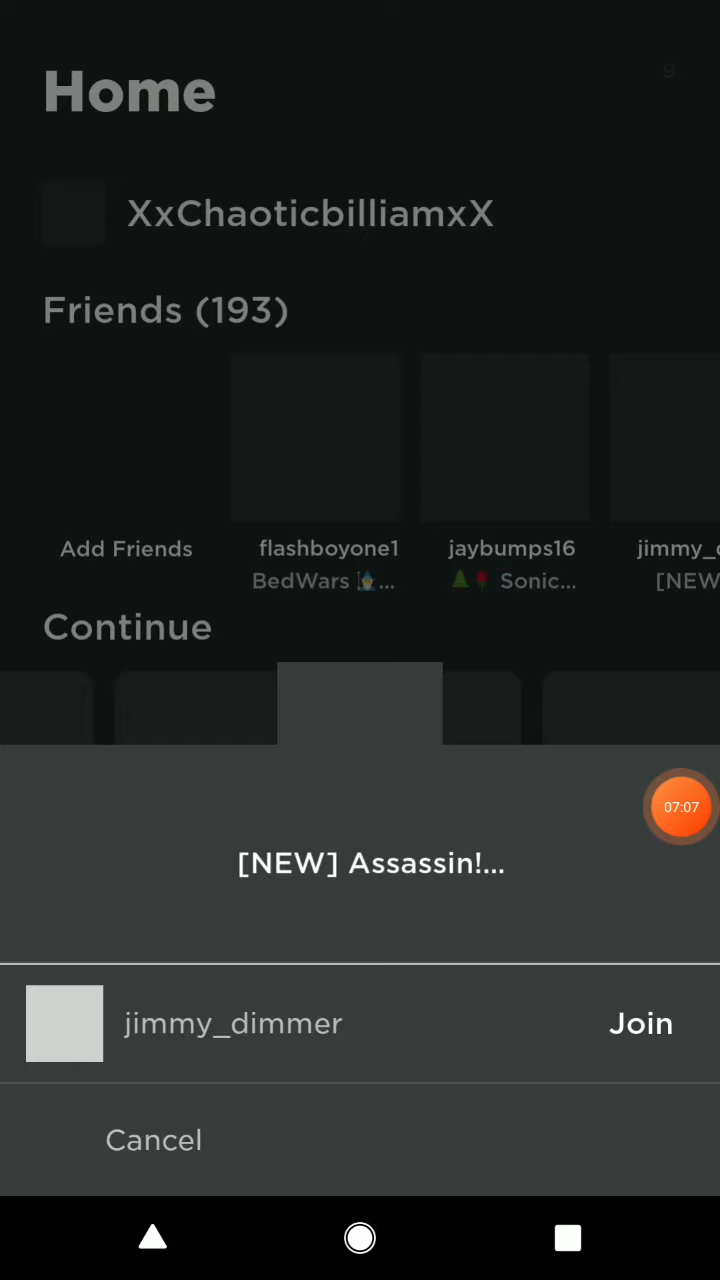 Home
XxChaoticbilliamxX
Friends (193)
Add Friends
flashboyone1
jaybumps16
jimmy_d
BedWars 🧙...
🌲🌹 Sonic...
[NEW
Continue
07:07
[NEW] Assassin!...
jimmy_dimmer
Join
Cancel